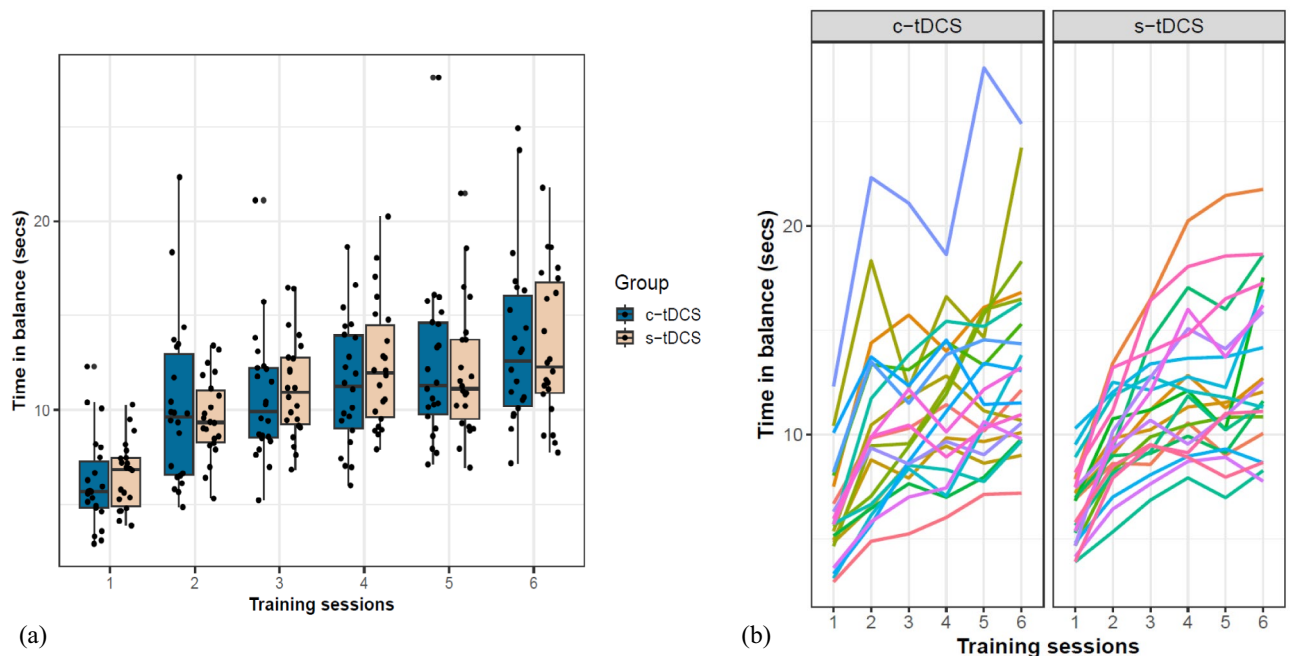 c−tDCS
s−tDCS
Time in balance (secs)
20
10
1
2
3
4
5
6
Training sessions
Group
c−tDCS
s−tDCS
(a)
Time in balance (secs)
20
10
1 2 3 4 5 6
1 2 3 4 5 6
Training sessions
(b)